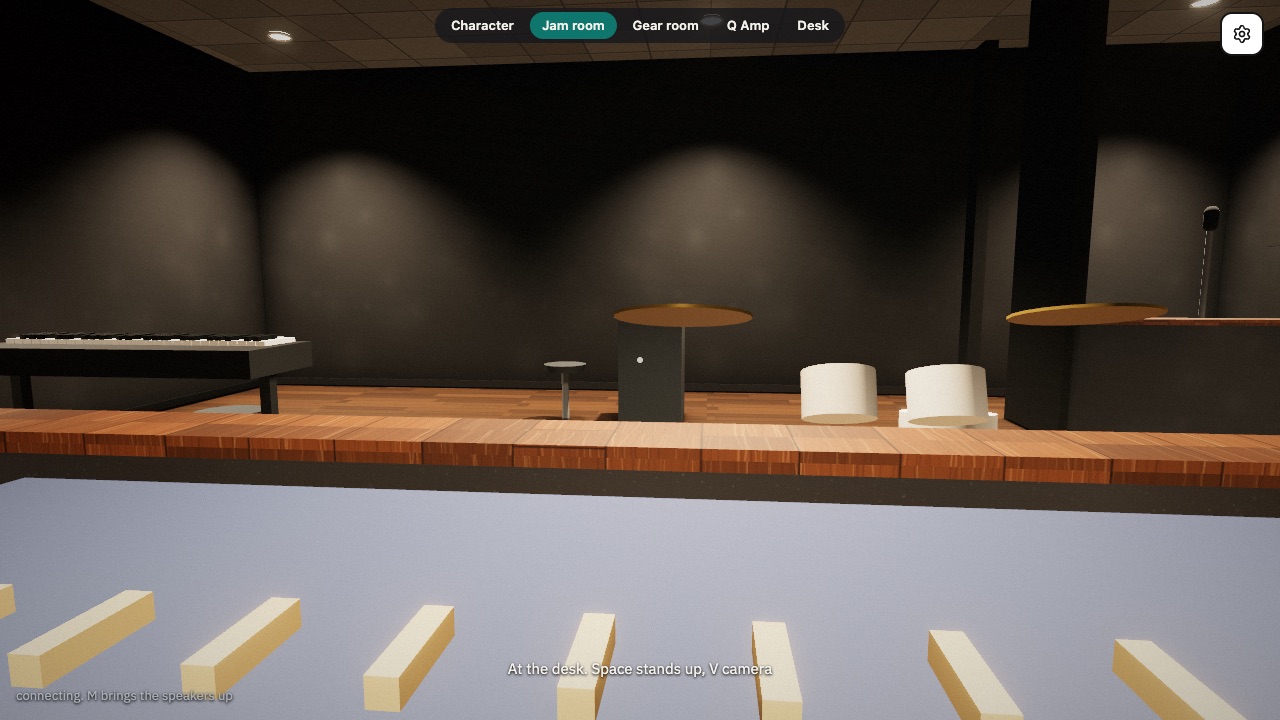 Character
Jam room
Gear room
Q Amp
Desk
At the desk. Space stands up, V camera
connecting. M brings the speakers up